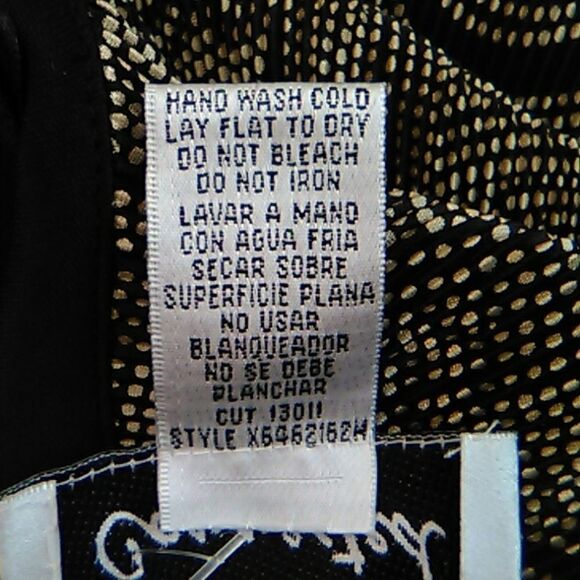 HAND WASH COLD
LAY FLAT TO DRY
DO NOT BLEACH
DO NOT IRON
LAVAR A MANO
CON AGUA FRIA
SECAR SOBRE
SUPERFICIE PLANA
NO USAR
BLANQUEADOR
NO SE DEBE
PLANCHAR
CUT 13011
STYLE X6462162H